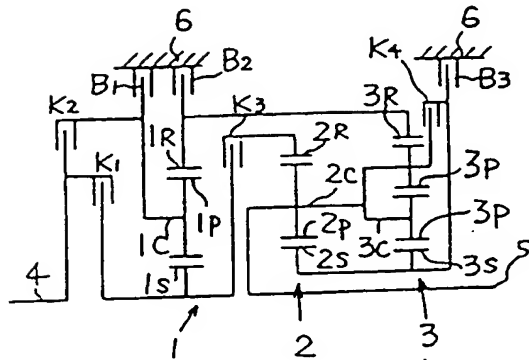 6 6
B1 B2 K4 B3
K2 K3 3R
K1 1R 2R
1P 2C 3P
1C 2P 3P
1S 2S 3C 3S
4 5
1 2 3